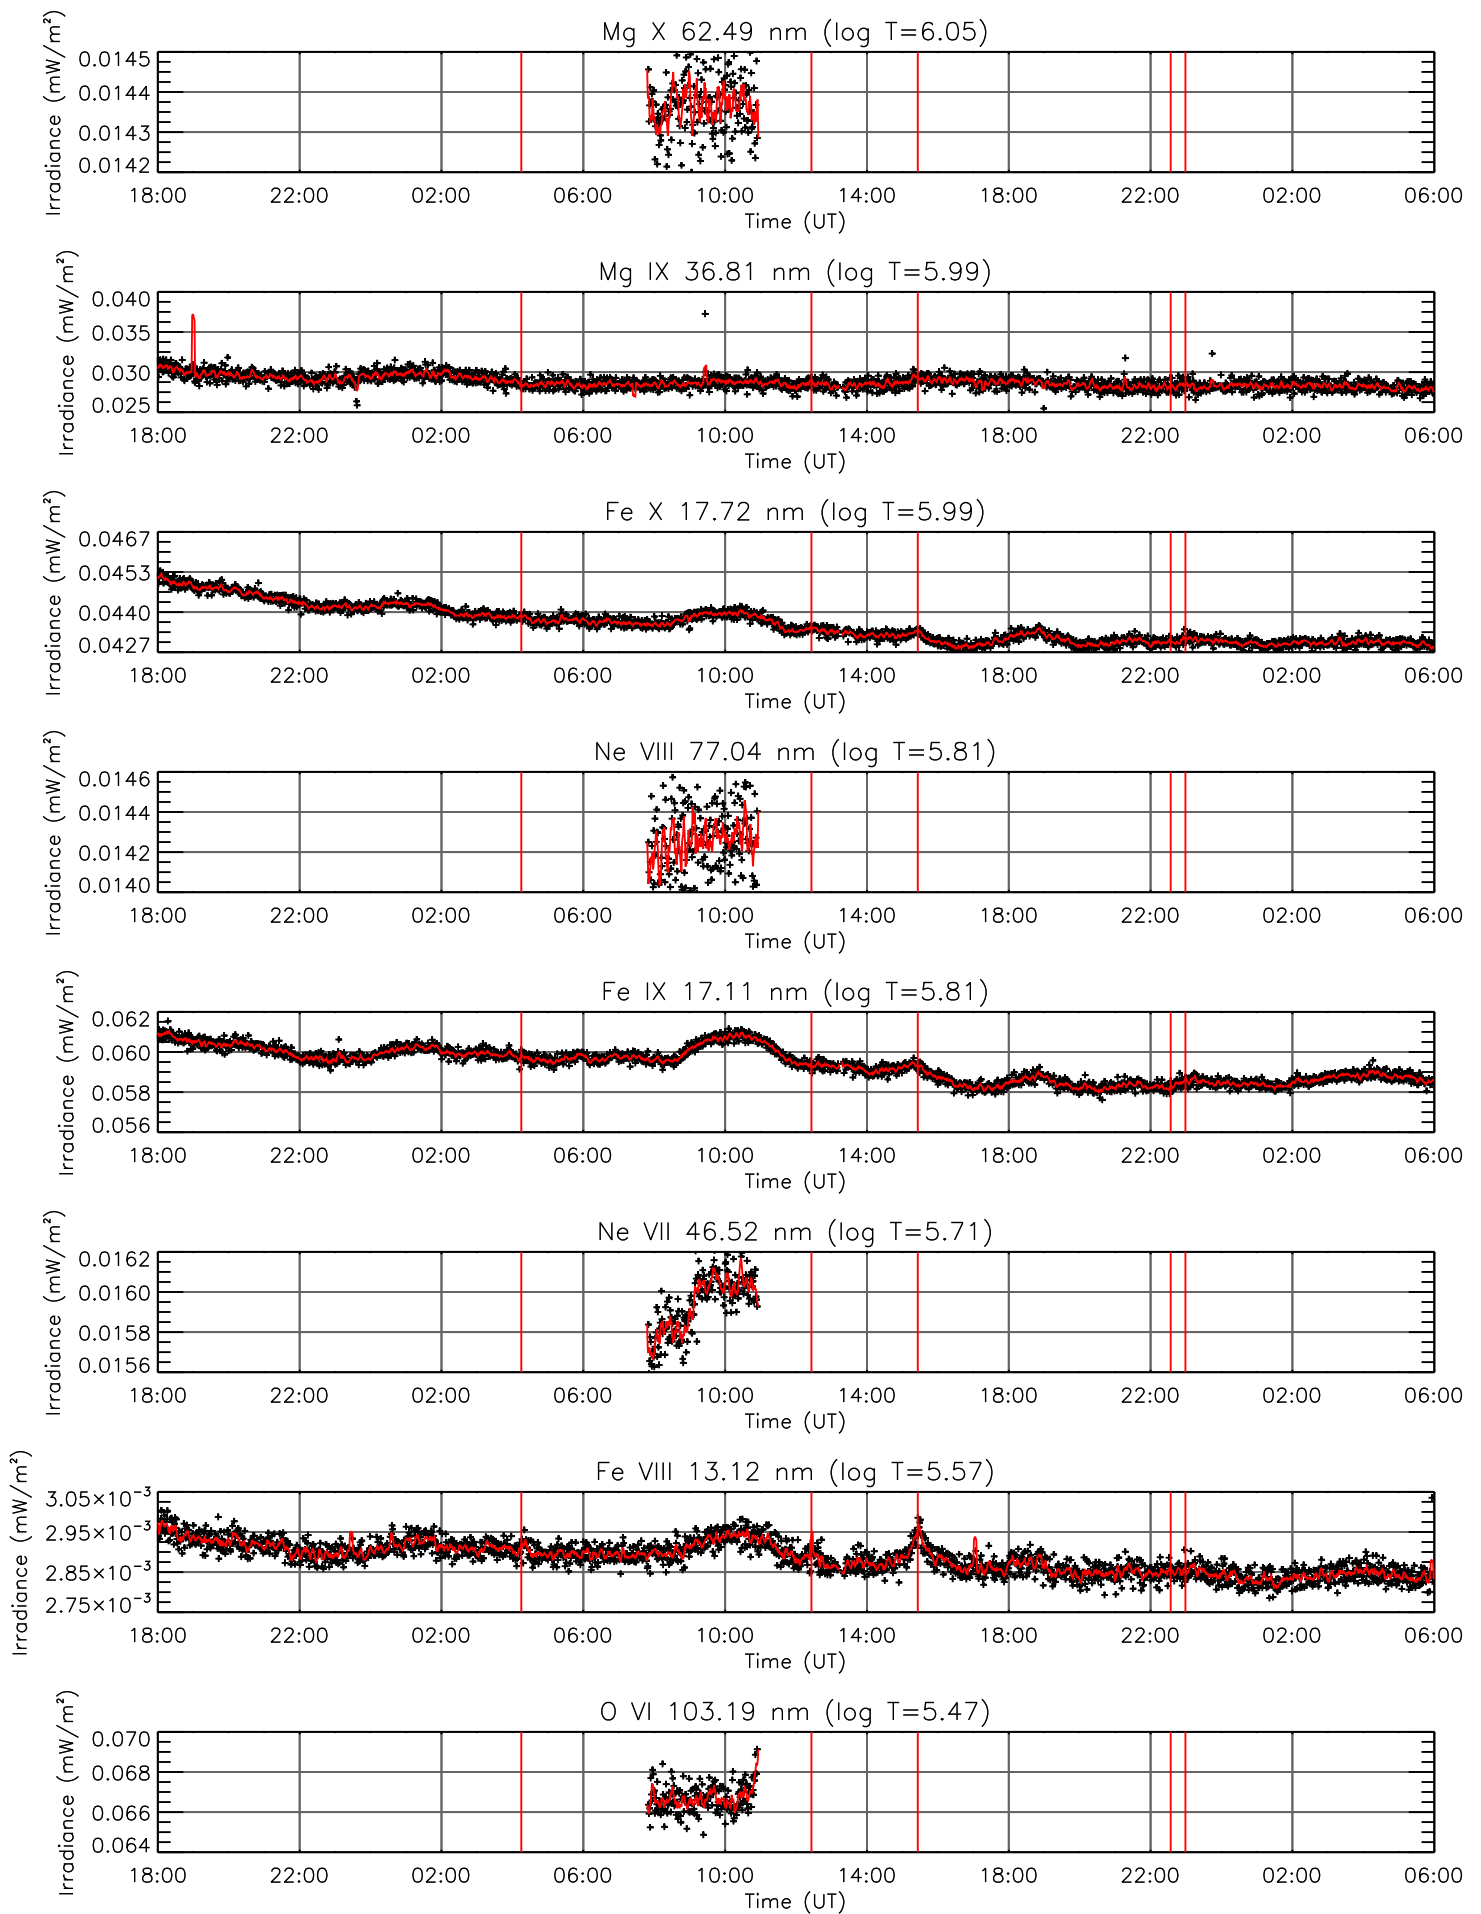 Mg X 62.49 nm (log T=6.05)
Irradiance (mW/m²)
0.0145
0.0144
0.0143
0.0142
18:00 22:00 02:00 06:00 10:00 14:00 18:00 22:00 02:00 06:00
Time (UT)
Mg IX 36.81 nm (log T=5.99)
Irradiance (mW/m²)
0.040
0.035
0.030
0.025
18:00 22:00 02:00 06:00 10:00 14:00 18:00 22:00 02:00 06:00
Time (UT)
Fe X 17.72 nm (log T=5.99)
Irradiance (mW/m²)
0.0467
0.0453
0.0440
0.0427
18:00 22:00 02:00 06:00 10:00 14:00 18:00 22:00 02:00 06:00
Time (UT)
Ne VIII 77.04 nm (log T=5.81)
Irradiance (mW/m²)
0.0146
0.0144
0.0142
0.0140
18:00 22:00 02:00 06:00 10:00 14:00 18:00 22:00 02:00 06:00
Time (UT)
Fe IX 17.11 nm (log T=5.81)
Irradiance (mW/m²)
0.062
0.060
0.058
0.056
18:00 22:00 02:00 06:00 10:00 14:00 18:00 22:00 02:00 06:00
Time (UT)
Ne VII 46.52 nm (log T=5.71)
Irradiance (mW/m²)
0.0162
0.0160
0.0158
0.0156
18:00 22:00 02:00 06:00 10:00 14:00 18:00 22:00 02:00 06:00
Time (UT)
Fe VIII 13.12 nm (log T=5.57)
Irradiance (mW/m²)
3.05×10⁻³
2.95×10⁻³
2.85×10⁻³
2.75×10⁻³
18:00 22:00 02:00 06:00 10:00 14:00 18:00 22:00 02:00 06:00
Time (UT)
O VI 103.19 nm (log T=5.47)
Irradiance (mW/m²)
0.070
0.068
0.066
0.064
18:00 22:00 02:00 06:00 10:00 14:00 18:00 22:00 02:00 06:00
Time (UT)